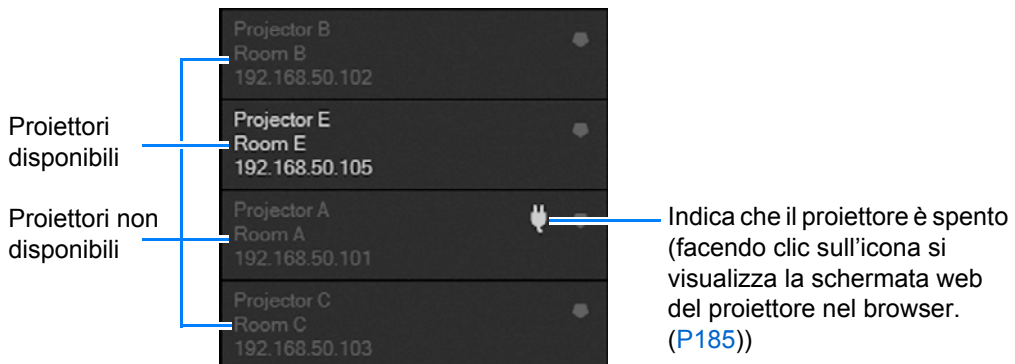 Projector B
Room B
192.168.50.102
Proiettori
disponibili
Projector E
Room E
192.168.50.105
Proiettori non
disponibili
Projector A
Room A
192.168.50.101
Indica che il proiettore è spento
(facendo clic sull'icona si
visualizza la schermata web
del proiettore nel browser.
(P185))
Projector C
Room C
192.168.50.103